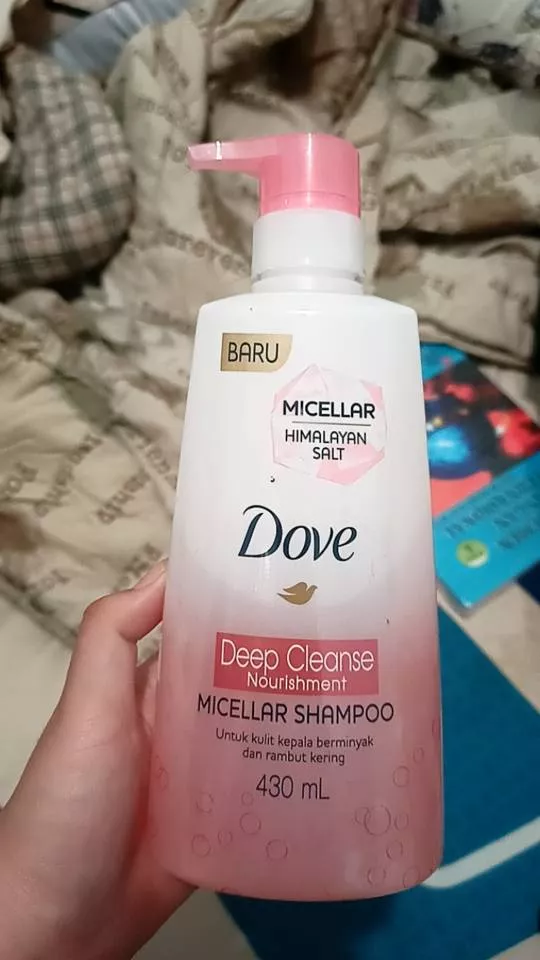 BARU
MICELLAR
HIMALAYAN
SALT
Dove
Deep Cleanse
Nourishment
MICELLAR SHAMPOO
Untuk kulit kepala berminyak
dan rambut kering
430 mL